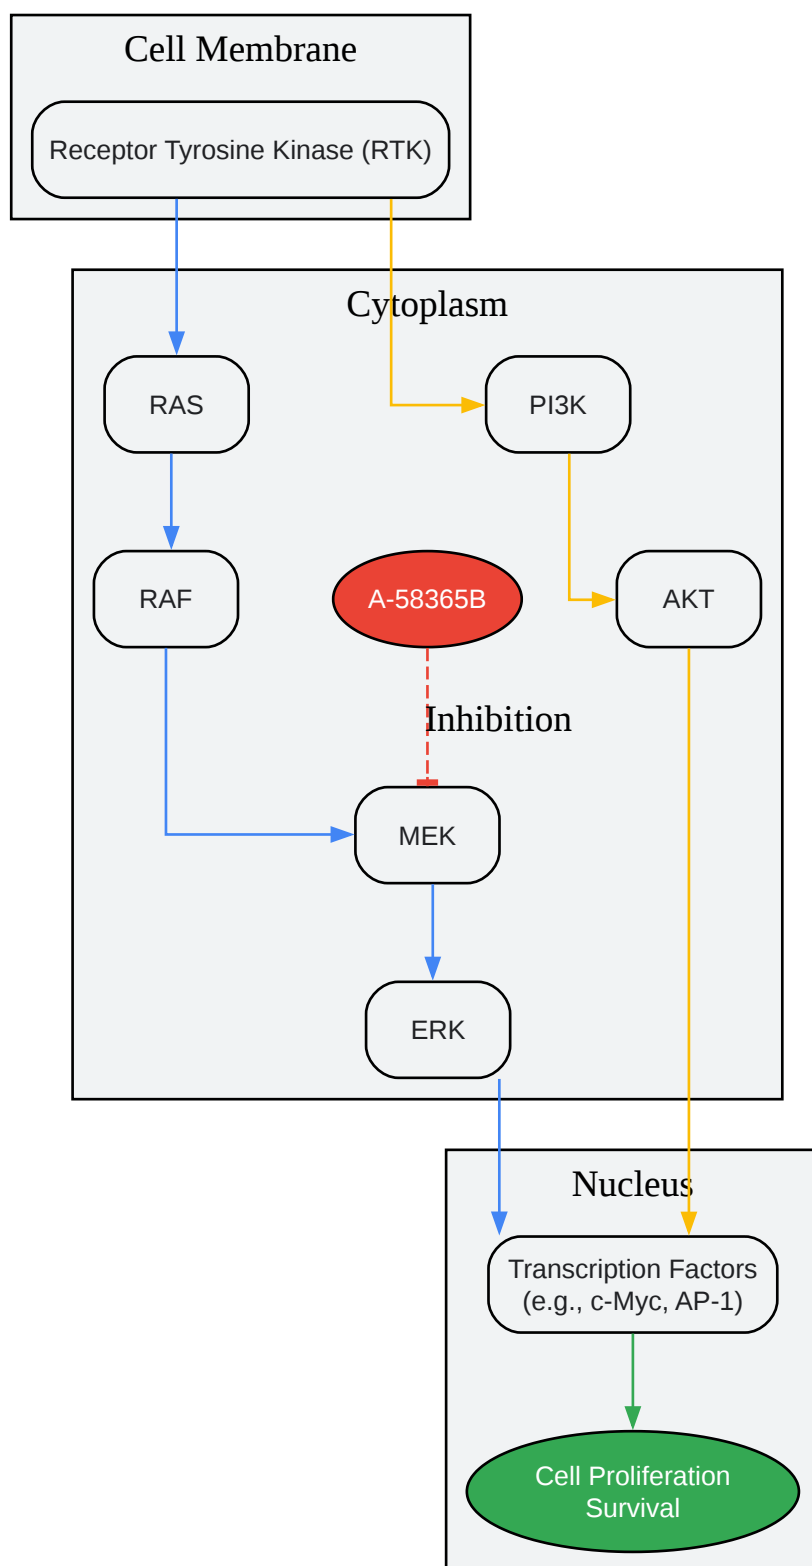 Cell Membrane
Receptor Tyrosine Kinase (RTK)
Cytoplasm
RAS
PI3K
RAF
A-58365B
AKT
Inhibition
MEK
ERK
Nucleus
Transcription Factors
(e.g., c-Myc, AP-1)
Cell Proliferation
Survival